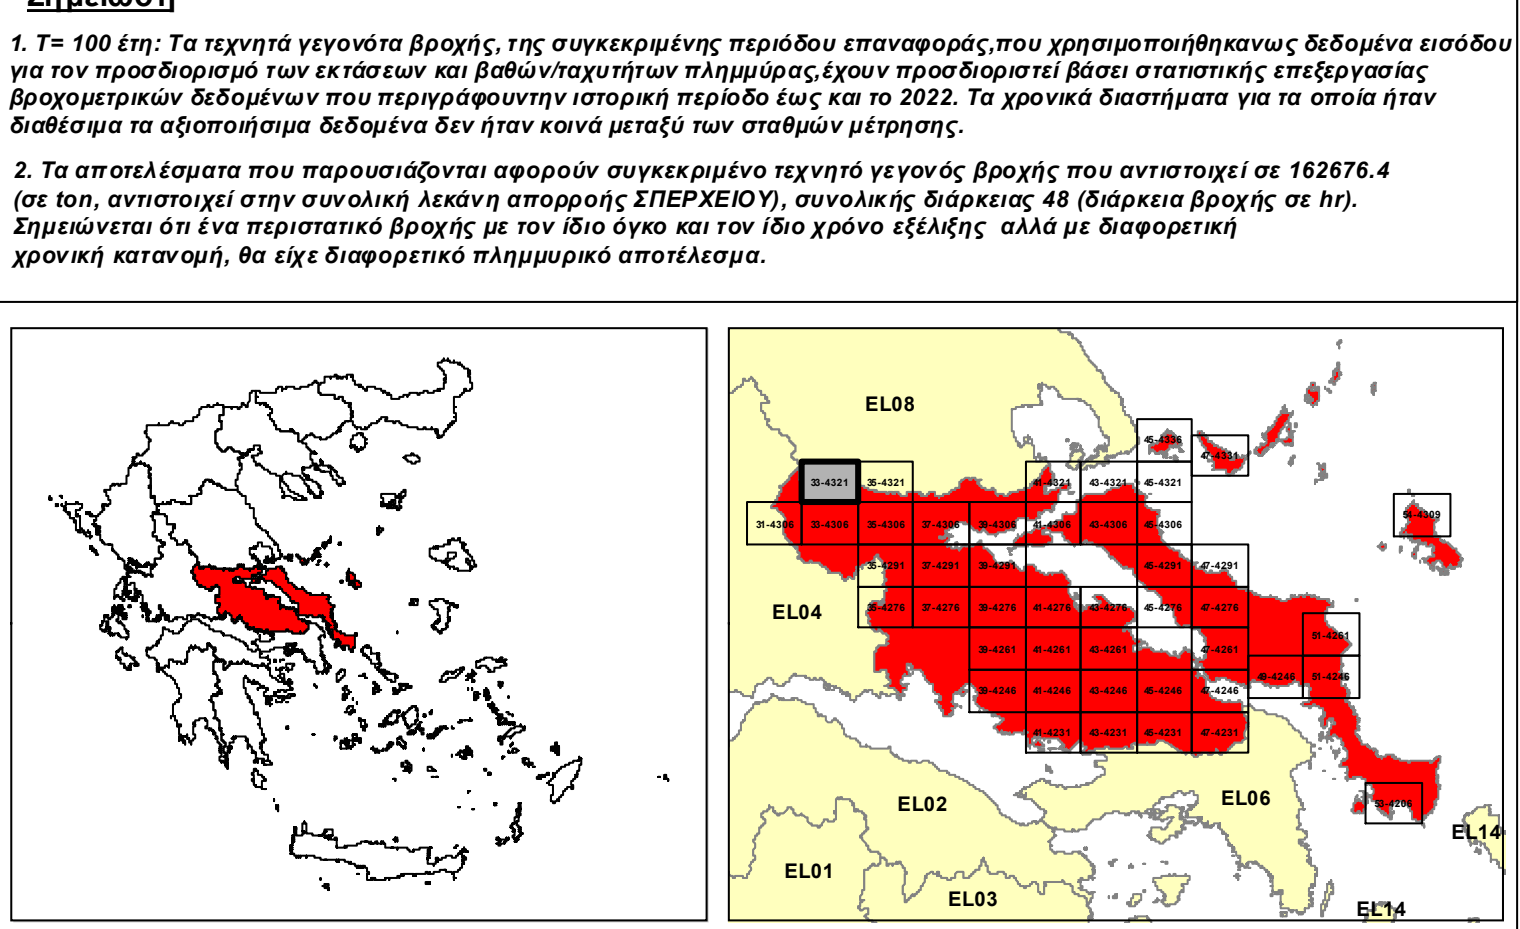 Σημείωση
1. Τ= 100 έτη: Τα τεχνητά γεγονότα βροχής, της συγκεκριμένης περιόδου επαναφοράς,που χρησιμοποιήθηκανως δεδομένα εισόδου
για τον προσδιορισμό των εκτάσεων και βαθών/ταχυτήτων πλημμύρας,έχουν προσδιοριστεί βάσει στατιστικής επεξεργασίας
βροχομετρικών δεδομένων που περιγράφουντην ιστορική περίοδο έως και το 2022. Τα χρονικά διαστήματα για τα οποία ήταν
διαθέσιμα τα αξιοποιήσιμα δεδομένα δεν ήταν κοινά μεταξύ των σταθμών μέτρησης.
2. Τα αποτελέσματα που παρουσιάζονται αφορούν συγκεκριμένο τεχνητό γεγονός βροχής που αντιστοιχεί σε 162676.4
(σε ton, αντιστοιχεί στην συνολική λεκάνη απορροής ΣΠΕΡΧΕΙΟΥ), συνολικής διάρκειας 48 (διάρκεια βροχής σε hr).
Σημειώνεται ότι ένα περιστατικό βροχής με τον ίδιο όγκο και τον ίδιο χρόνο εξέλιξης αλλά με διαφορετική
χρονική κατανομή, θα είχε διαφορετικό πλημμυρικό αποτέλεσμα.
EL08
45-4336
47-4331
33-4321 35-4321 41-4321 43-4321 45-4321
54-4309
31-4306 33-4306 35-4306 37-4306 39-4306 41-4306 43-4306 45-4306
35-4291 37-4291 39-4291 45-4291 47-4291
EL04
35-4276 37-4276 39-4276 41-4276 43-4276 45-4276 47-4276
39-4261 41-4261 43-4261 47-4261 51-4261
39-4246 41-4246 43-4246 45-4246 47-4246 49-4246 51-4246
41-4231 43-4231 45-4231 47-4231
EL02
EL06
53-4206
EL14
EL01
EL03
EL14